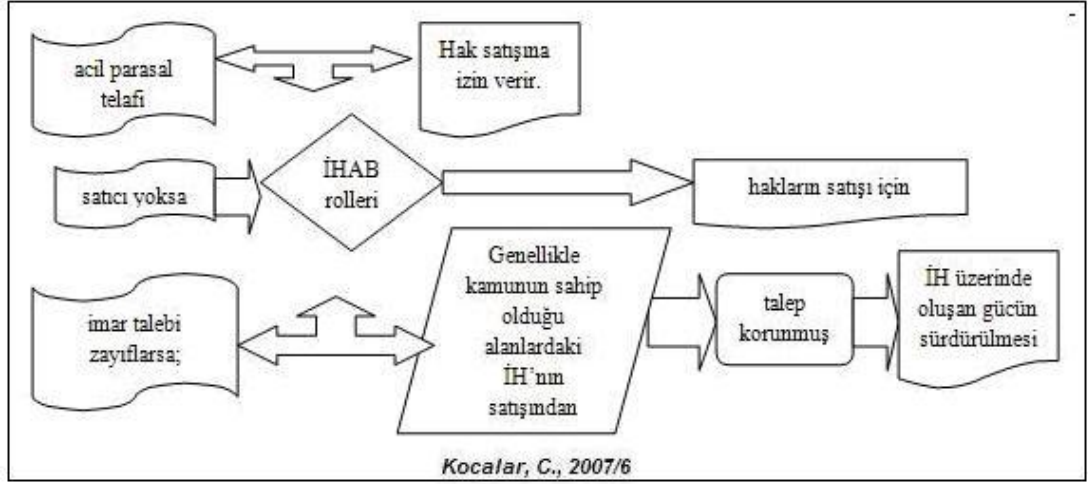 acil parasal
telafi
Hak satışına
izin verir.
satıcı yoksa
İHAB
rolleri
hakların satışı için
imar talebi
zayıflarsa;
Genellikle
kamunun sahip
olduğu
alanlardaki
İH’nın
satışından
talep
korunmuş
İH üzerinde
oluşan gücün
sürdürülmesi
Kocalar, C., 2007/6